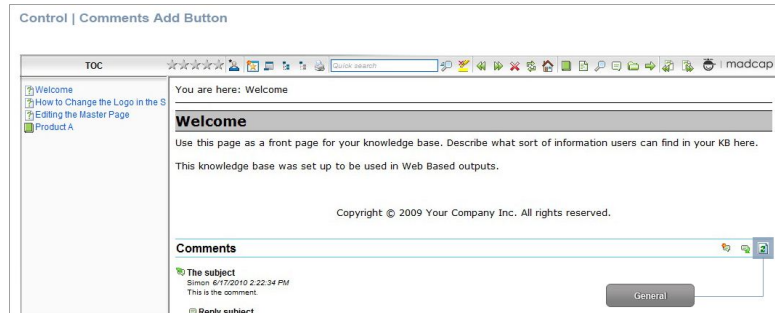 Control | Comments Add Button
TOC
Quick search
madcap
Welcome
How to Change the Logo in the S
Editing the Master Page
Product A
You are here: Welcome
Welcome
Use this page as a front page for your knowledge base. Describe what sort of information users can find in your KB here.
This knowledge base was set up to be used in Web Based outputs.
Copyright © 2009 Your Company Inc. All rights reserved.
Comments
The subject
Simon 6/17/2010 2:22:34 PM
This is the comment.
Reply subject
General